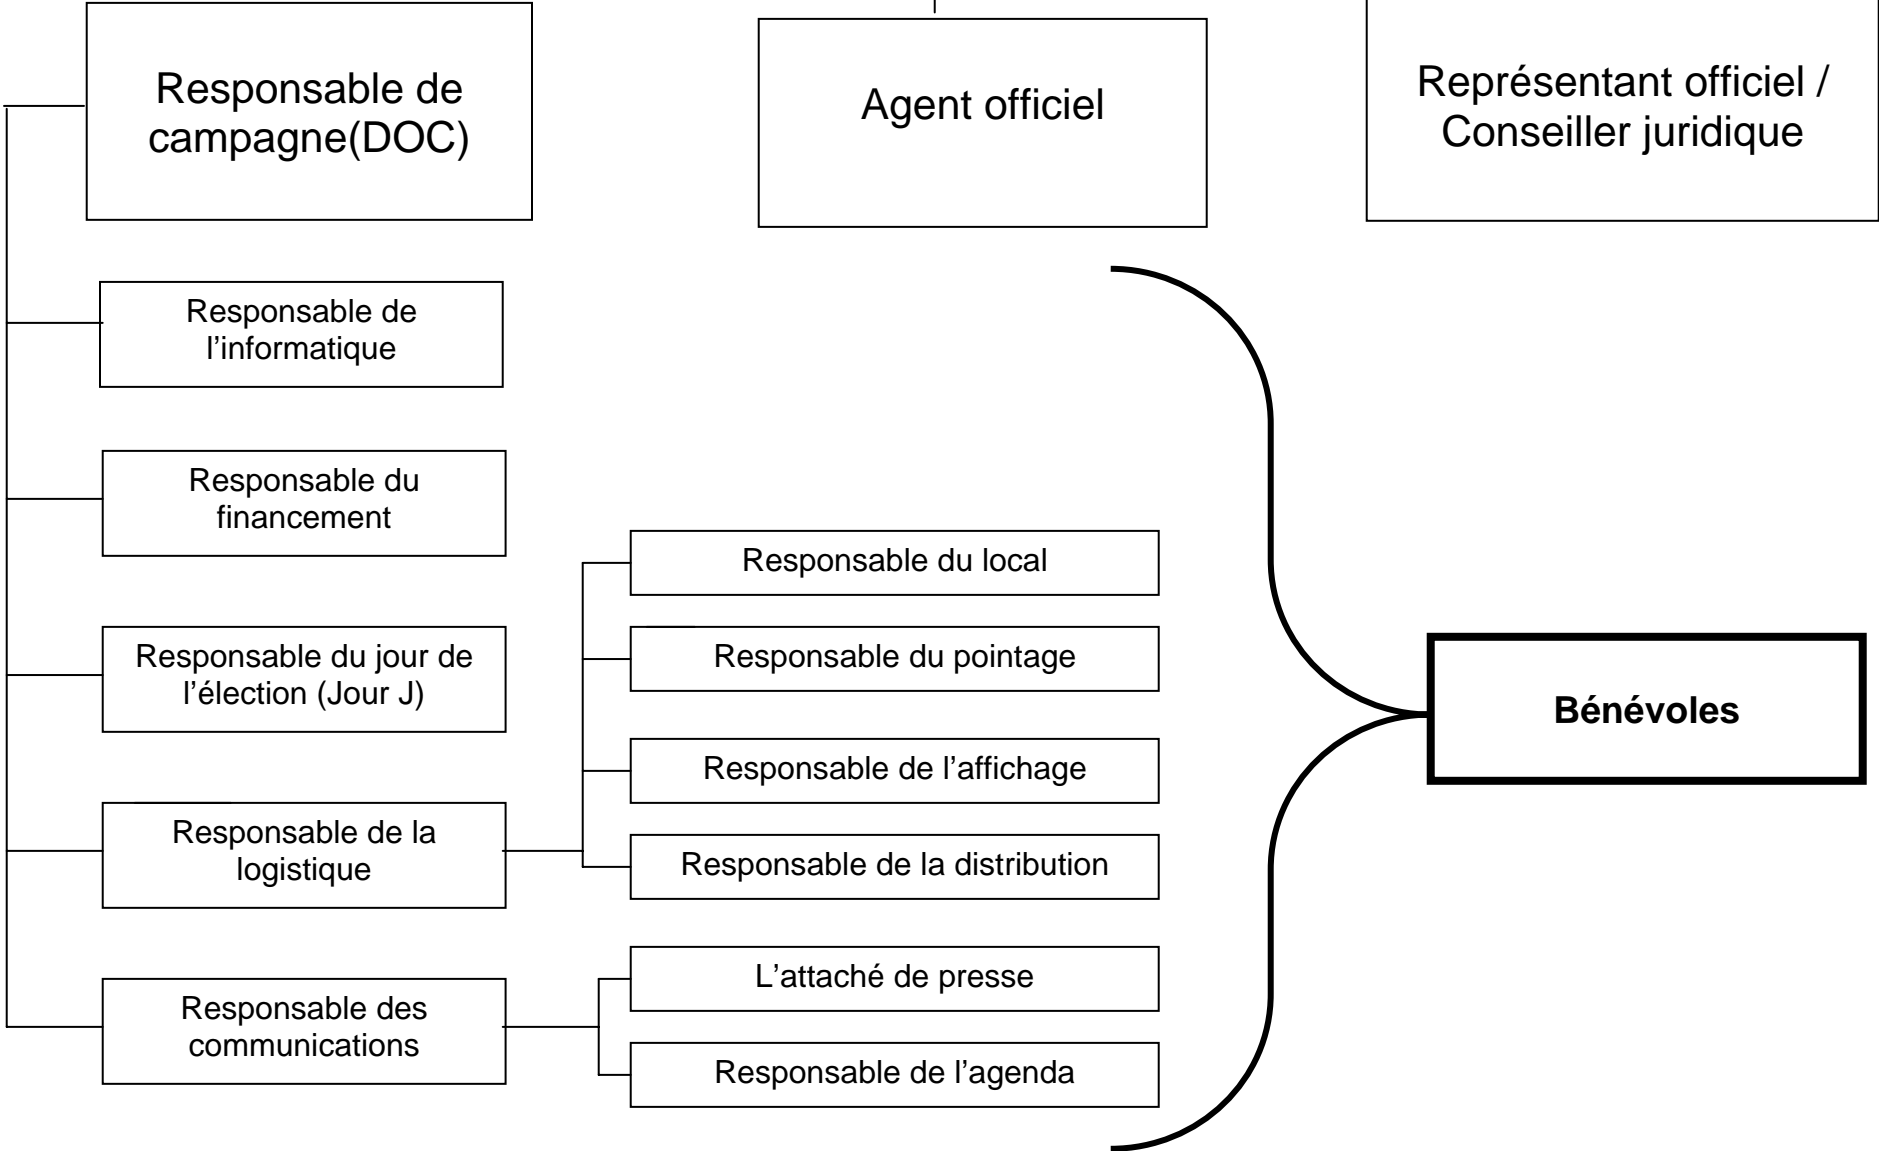 Responsable de
campagne(DOC)
Agent officiel
Représentant officiel /
Conseiller juridique
Responsable de
l’informatique
Responsable du
financement
Responsable du jour de
l’élection (Jour J)
Responsable de la
logistique
Responsable des
communications
Responsable du local
Responsable du pointage
Responsable de l’affichage
Responsable de la distribution
L’attaché de presse
Responsable de l’agenda
Bénévoles